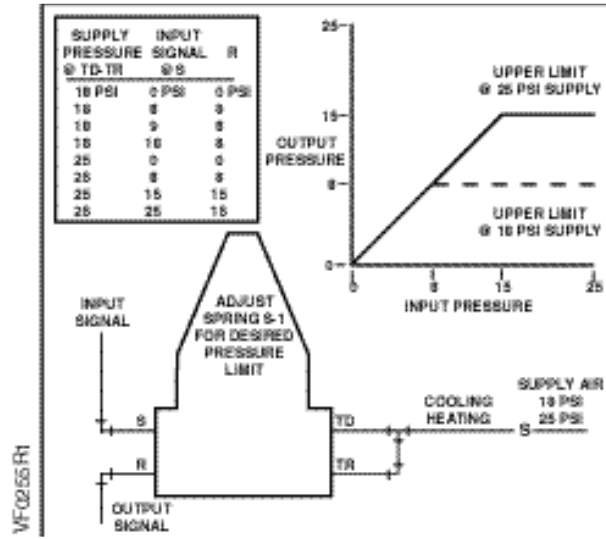 SUPPLY INPUT
PRESSURE SIGNAL R
@ TD-TR @ S
18 PSI 0 PSI 0 PSI
18 8 8
18 9 8
18 18 8
25 0 0
25 8 8
25 15 15
25 25 15
25
15
8
0
OUTPUT
PRESSURE
UPPER LIMIT
@ 25 PSI SUPPLY
UPPER LIMIT
@ 18 PSI SUPPLY
0 8 15 25
INPUT PRESSURE
INPUT
SIGNAL
ADJUST
SPRING S-1
FOR DESIRED
PRESSURE
LIMIT
S
R
TD
TR
OUTPUT
SIGNAL
COOLING
HEATING
S
SUPPLY AIR
18 PSI
25 PSI
VF0255 R1